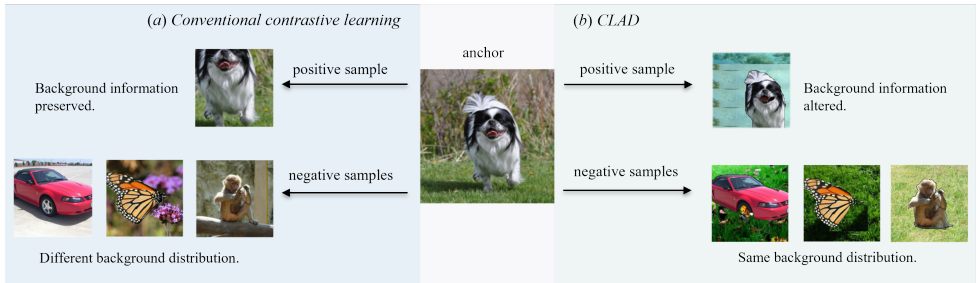 (a) Conventional contrastive learning
positive sample
Background information
preserved.
negative samples
Different background distribution.
anchor
(b) CLAD
positive sample
Background information
altered.
negative samples
Same background distribution.